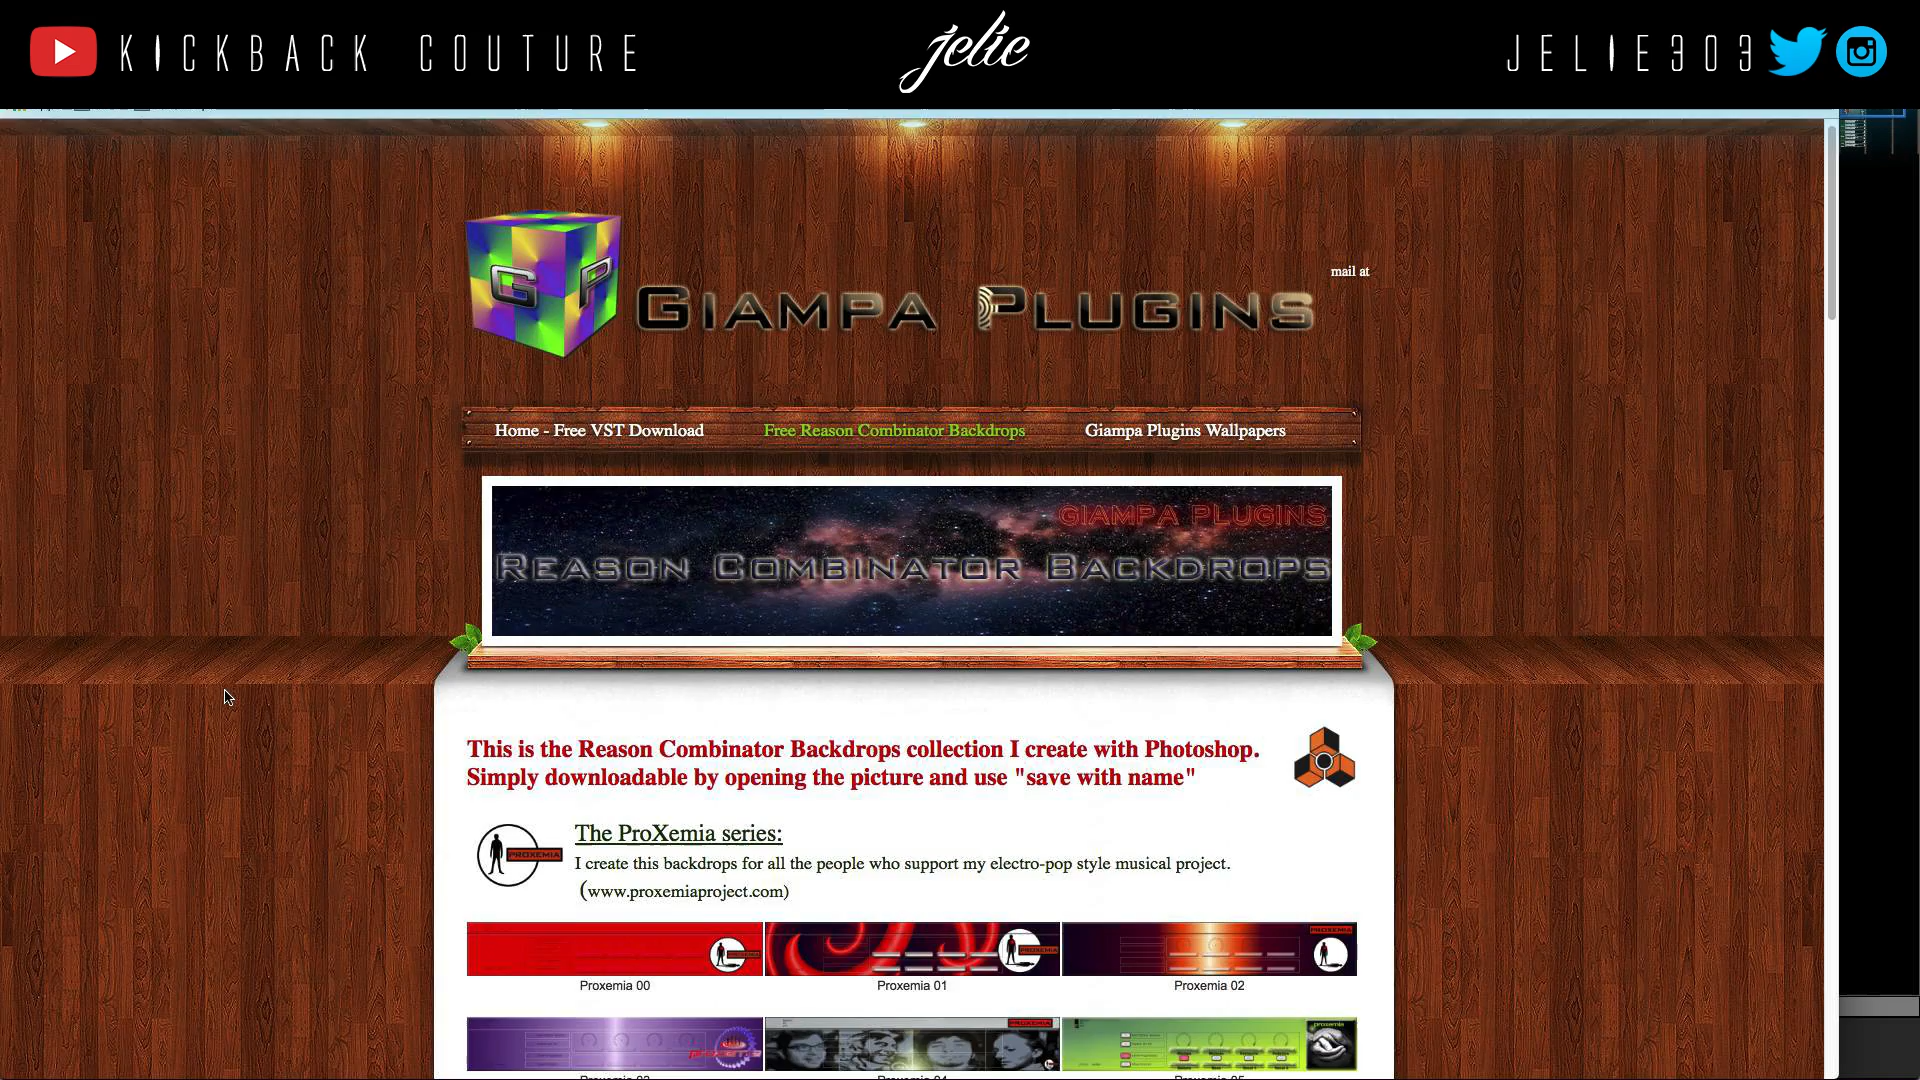 KICKBACK COUTURE
jelie
JELIE303
G P
GIAMPA PLUGINS
mail at
Home - Free VST Download
Free Reason Combinator Backdrops
Giampa Plugins Wallpapers
GIAMPA PLUGINS
REASON COMBINATOR BACKDROPS
This is the Reason Combinator Backdrops collection I create with Photoshop.
Simply downloadable by opening the picture and use "save with name"
PROXEMIA
The ProXemia series:
I create this backdrops for all the people who support my electro-pop style musical project.
(www.proxemiaproject.com)
PROXEMIA
Proxemia 00
Proxemia 01
Proxemia 02
PROXEMIA
proxemia